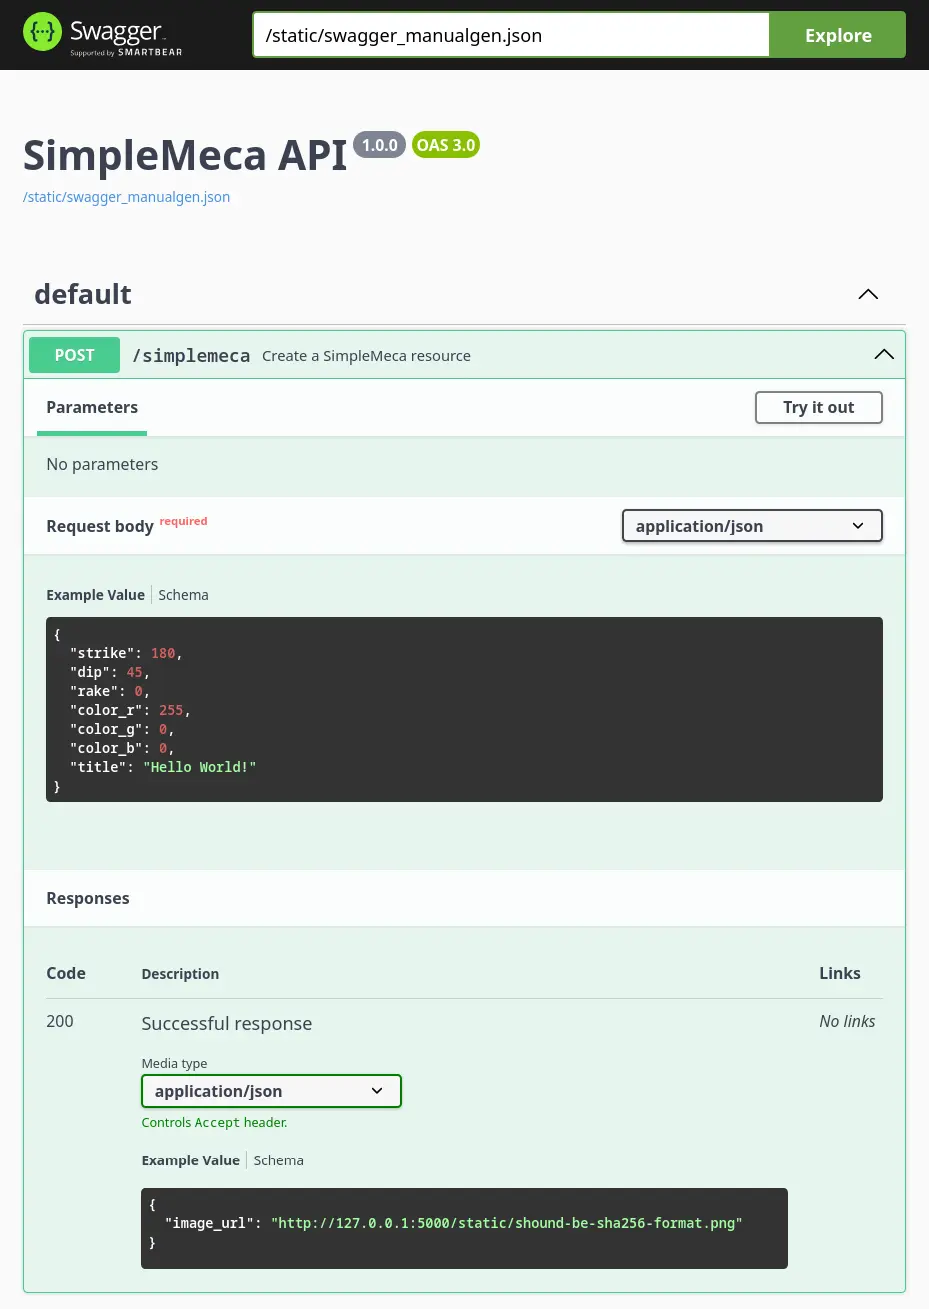 Swagger
Supported by SMARTBEAR
/static/swagger_manualgen.json
Explore
SimpleMeca API 1.0.0 OAS 3.0
/static/swagger_manualgen.json
default
POST /simplemeca Create a SimpleMeca resource
Parameters
Try it out
No parameters
Request body required
application/json
Example Value | Schema
{
  "strike": 180,
  "dip": 45,
  "rake": 0,
  "color_r": 255,
  "color_g": 0,
  "color_b": 0,
  "title": "Hello World!"
}
Responses
Code Description Links
200 Successful response No links
Media type
application/json
Controls Accept header.
Example Value | Schema
{
  "image_url": "http://127.0.0.1:5000/static/shound-be-sha256-format.png"
}